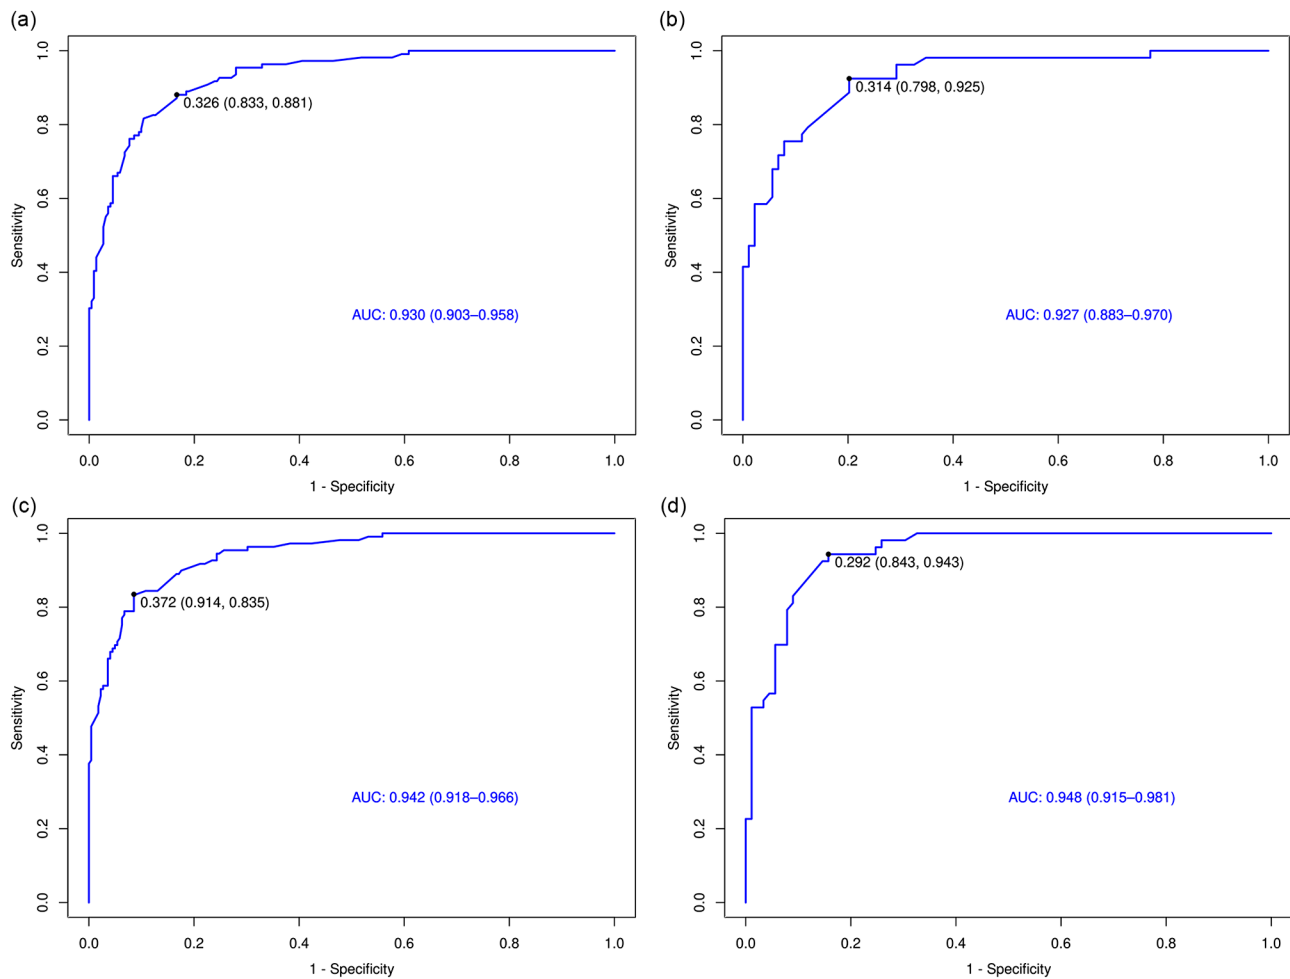 (a)
1.0
0.8
0.6
0.4
0.2
0.0
Sensitivity
0.326 (0.833, 0.881)
AUC: 0.930 (0.903–0.958)
0.0 0.2 0.4 0.6 0.8 1.0
1 - Specificity
(b)
1.0
0.8
0.6
0.4
0.2
0.0
Sensitivity
0.314 (0.798, 0.925)
AUC: 0.927 (0.883–0.970)
0.0 0.2 0.4 0.6 0.8 1.0
1 - Specificity
(c)
1.0
0.8
0.6
0.4
0.2
0.0
Sensitivity
0.372 (0.914, 0.835)
AUC: 0.942 (0.918–0.966)
0.0 0.2 0.4 0.6 0.8 1.0
1 - Specificity
(d)
1.0
0.8
0.6
0.4
0.2
0.0
Sensitivity
0.292 (0.843, 0.943)
AUC: 0.948 (0.915–0.981)
0.0 0.2 0.4 0.6 0.8 1.0
1 - Specificity